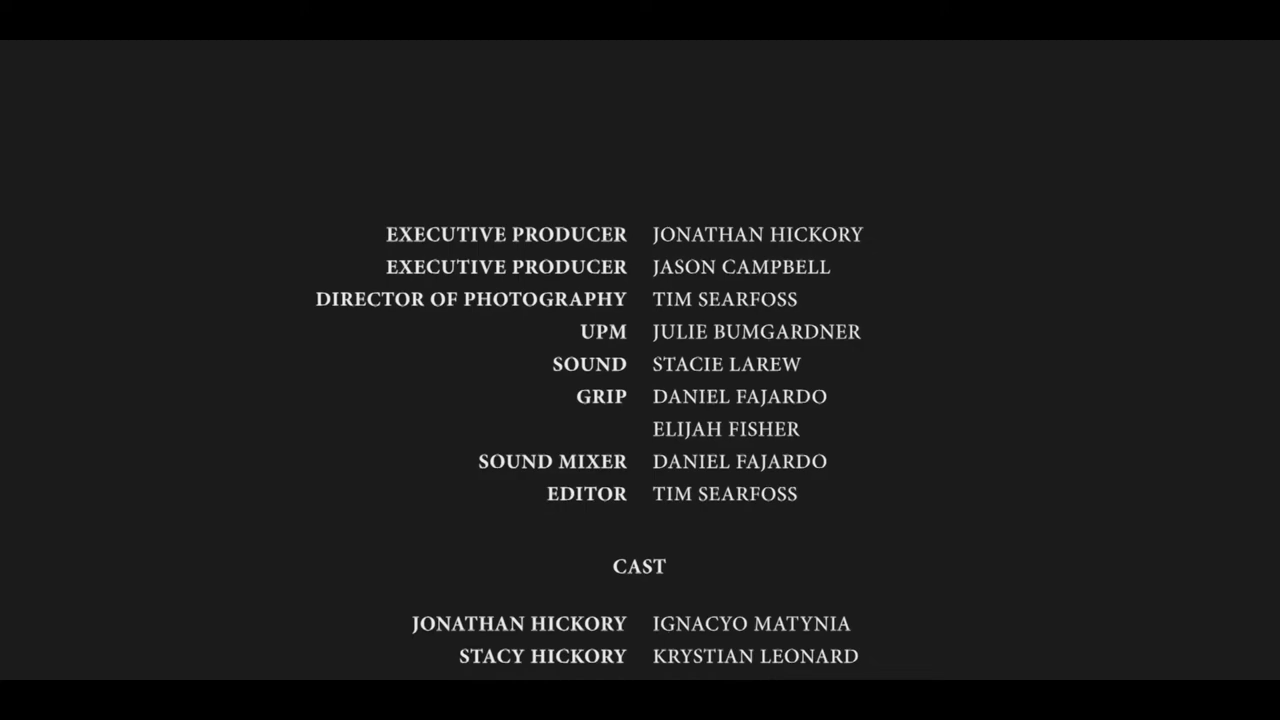 EXECUTIVE PRODUCER JONATHAN HICKORY
EXECUTIVE PRODUCER JASON CAMPBELL
DIRECTOR OF PHOTOGRAPHY TIM SEARFOSS
UPM JULIE BUMGARDNER
SOUND STACIE LAREW
GRIP DANIEL FAJARDO
ELIJAH FISHER
SOUND MIXER DANIEL FAJARDO
EDITOR TIM SEARFOSS
CAST
JONATHAN HICKORY IGNACYO MATYNIA
STACY HICKORY KRYSTIAN LEONARD